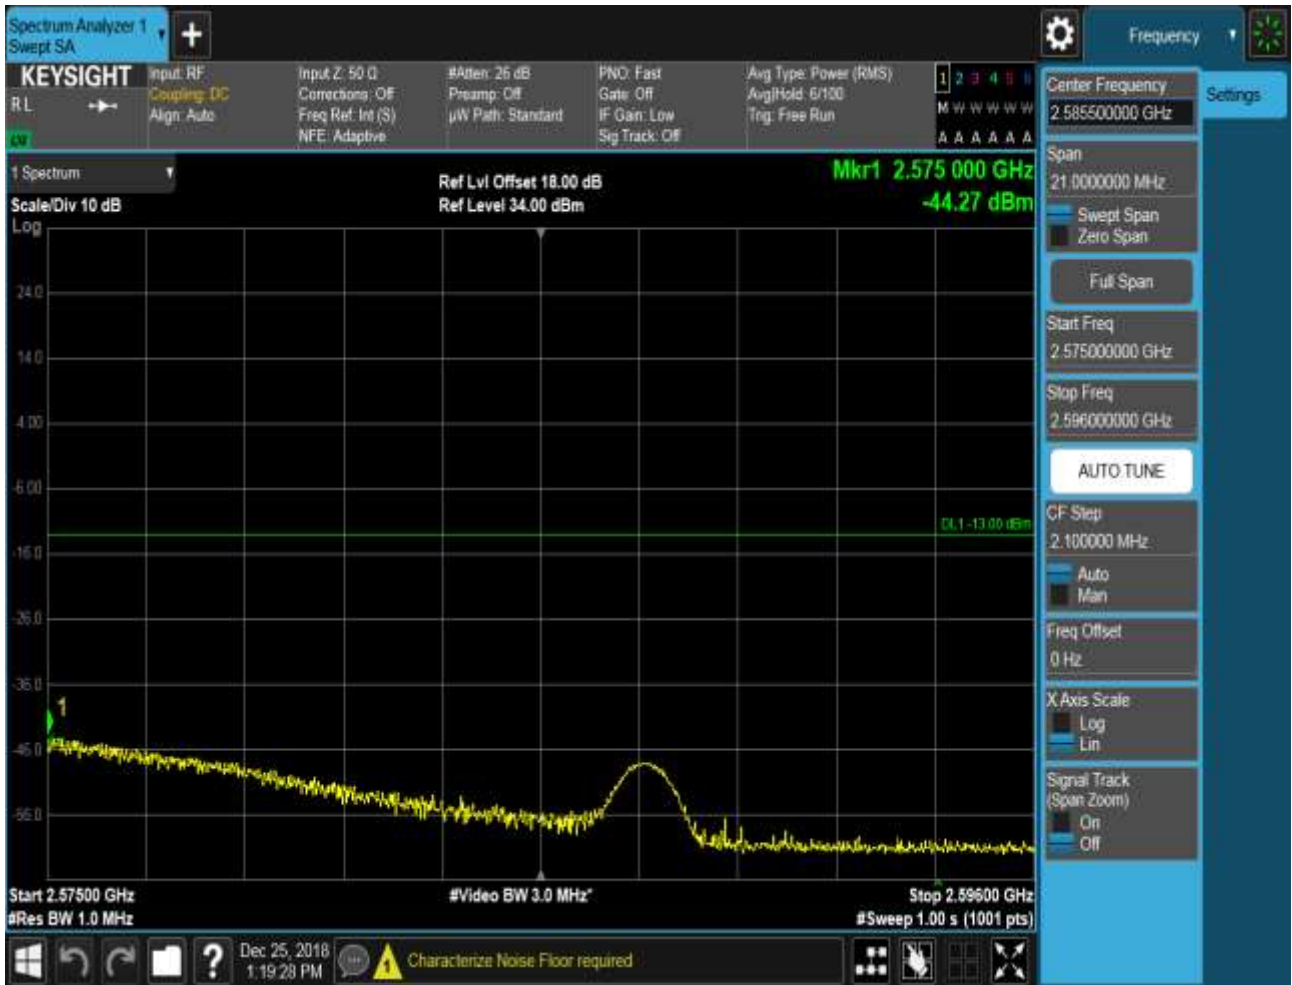 Spectrum Analyzer 1
Swept SA
+
Frequency
KEYSIGHT
RL
Input: RF
Coupling: DC
Align: Auto
Input Z: 50 Ω
Corrections: Off
Freq Ref: Int (S)
NFE: Adaptive
#Atten: 26 dB
Preamp: Off
µW Path: Standard
PNO: Fast
Gate: Off
IF Gain: Low
Sig Track: Off
Avg Type: Power (RMS)
Avg|Hold: 6/100
Trig: Free Run
1 2 3 4 5 6
M W W W W W
A A A A A A
1 Spectrum
Scale/Div 10 dB
Log
Ref Lvl Offset 18.00 dB
Ref Level 34.00 dBm
Mkr1 2.575 000 GHz
-44.27 dBm
24.0
14.0
4.00
-6.00
DL1 -13.00 dBm
-16.0
-26.0
-36.0
1
-46.0
-56.0
Start 2.57500 GHz
#Res BW 1.0 MHz
#Video BW 3.0 MHz*
Stop 2.59600 GHz
#Sweep 1.00 s (1001 pts)
Center Frequency
2.585500000 GHz
Settings
Span
21.0000000 MHz
Swept Span
Zero Span
Full Span
Start Freq
2.575000000 GHz
Stop Freq
2.596000000 GHz
AUTO TUNE
CF Step
2.100000 MHz
Auto
Man
Freq Offset
0 Hz
X Axis Scale
Log
Lin
Signal Track
(Span Zoom)
On
Off
?
Dec 25, 2018
1:19:28 PM
1
Characterize Noise Floor required